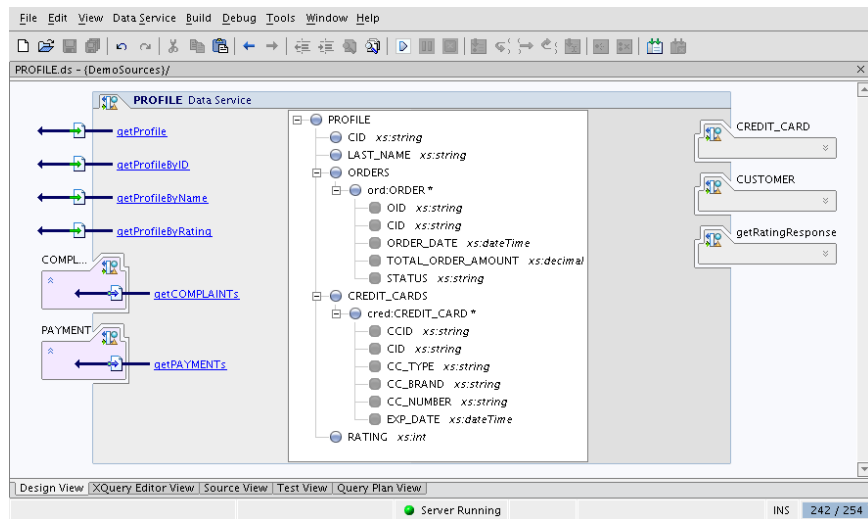 File Edit View Data Service Build Debug Tools Window Help
PROFILE.ds - {DemoSources}/
PROFILE Data Service
getProfile
getProfileByID
getProfileByName
getProfileByRating
COMPL...
getCOMPLAINTs
PAYMENT
getPAYMENTs
PROFILE
CID xs:string
LAST_NAME xs:string
ORDERS
ord:ORDER *
OID xs:string
CID xs:string
ORDER_DATE xs:dateTime
TOTAL_ORDER_AMOUNT xs:decimal
STATUS xs:string
CREDIT_CARDS
cred:CREDIT_CARD *
CCID xs:string
CID xs:string
CC_TYPE xs:string
CC_BRAND xs:string
CC_NUMBER xs:string
EXP_DATE xs:dateTime
RATING xs:int
CREDIT_CARD
CUSTOMER
getRatingResponse
Design View XQuery Editor View Source View Test View Query Plan View
Server Running INS 242 / 254